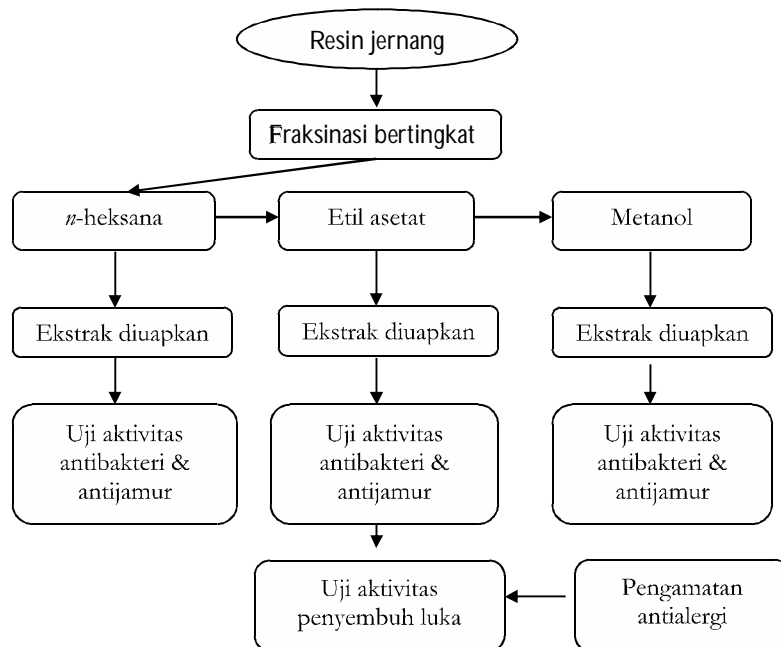 Resin jernang
Fraksinasi bertingkat
n-heksana
Etil asetat
Metanol
Ekstrak diuapkan
Ekstrak diuapkan
Ekstrak diuapkan
Uji aktivitas
antibakteri &
antijamur
Uji aktivitas
antibakteri &
antijamur
Uji aktivitas
antibakteri &
antijamur
Uji aktivitas
penyembuh luka
Pengamatan
antialergi